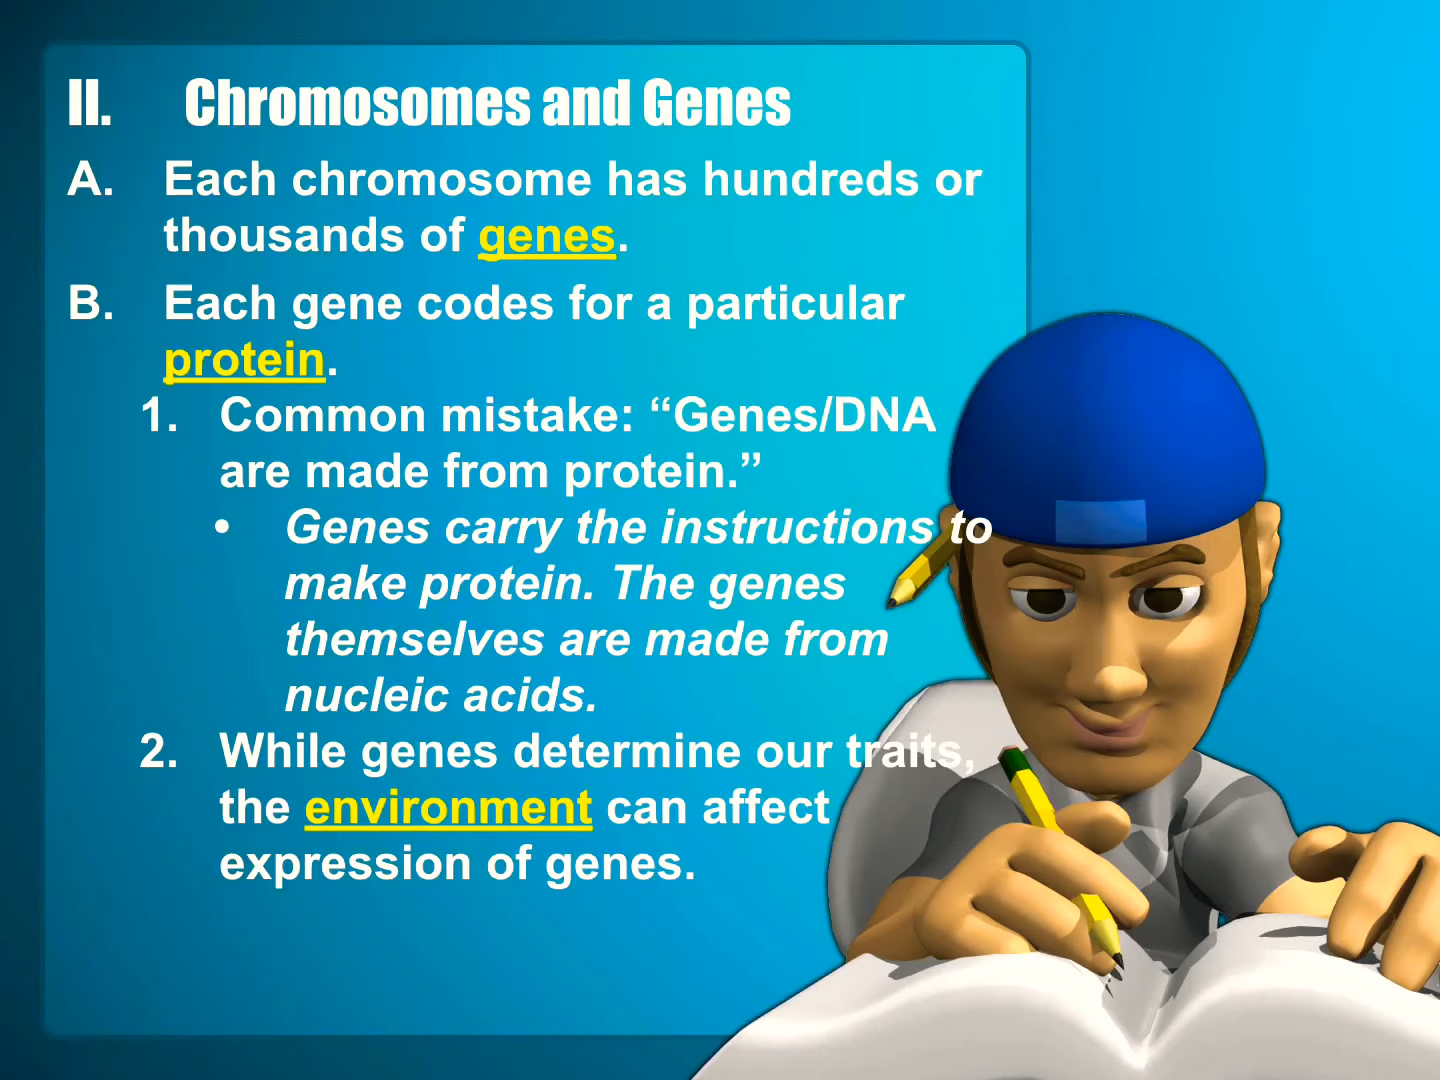 II. Chromosomes and Genes
A. Each chromosome has hundreds or
thousands of genes.
B. Each gene codes for a particular
protein.
1. Common mistake: “Genes/DNA
are made from protein.”
• Genes carry the instructions to
make protein. The genes
themselves are made from
nucleic acids.
2. While genes determine our traits,
the environment can affect
expression of genes.